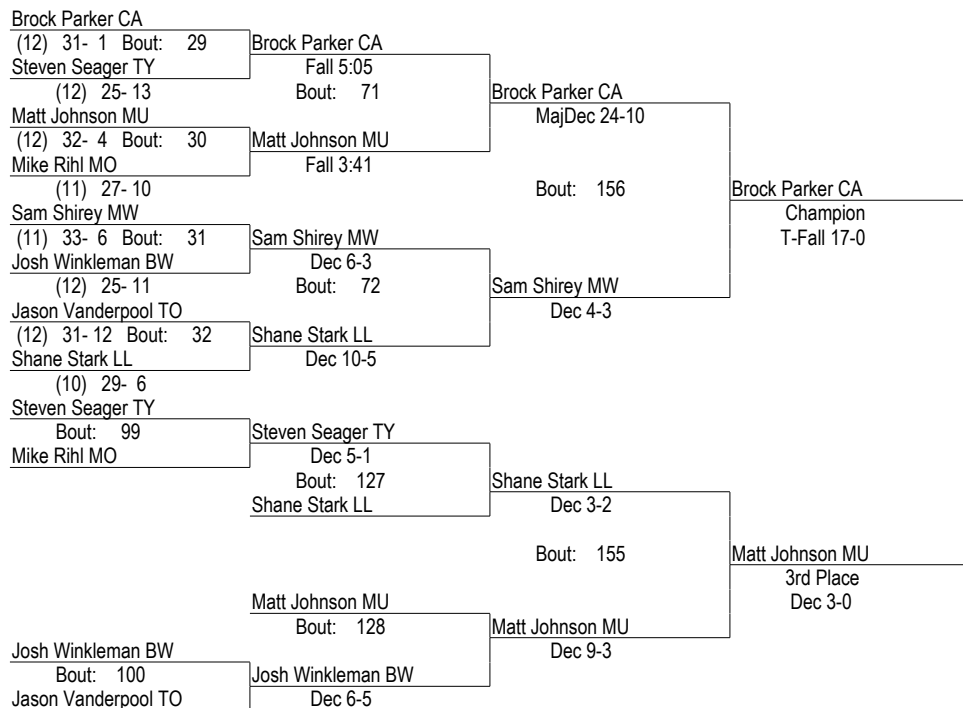 Brock Parker CA
(12) 31- 1 Bout: 29
Steven Seager TY
(12) 25- 13
Matt Johnson MU
(12) 32- 4 Bout: 30
Mike Rihl MO
(11) 27- 10
Sam Shirey MW
(11) 33- 6 Bout: 31
Josh Winkleman BW
(12) 25- 11
Jason Vanderpool TO
(12) 31- 12 Bout: 32
Shane Stark LL
(10) 29- 6
Steven Seager TY
Bout: 99
Mike Rihl MO
Josh Winkleman BW
Bout: 100
Jason Vanderpool TO
Brock Parker CA
Fall 5:05
Bout: 71
Matt Johnson MU
Fall 3:41
Sam Shirey MW
Dec 6-3
Bout: 72
Shane Stark LL
Dec 10-5
Steven Seager TY
Dec 5-1
Bout: 127
Shane Stark LL
Matt Johnson MU
Bout: 128
Josh Winkleman BW
Dec 6-5
Brock Parker CA
MajDec 24-10
Bout: 156
Sam Shirey MW
Dec 4-3
Shane Stark LL
Dec 3-2
Bout: 155
Matt Johnson MU
Dec 9-3
Brock Parker CA
Champion
T-Fall 17-0
Matt Johnson MU
3rd Place
Dec 3-0